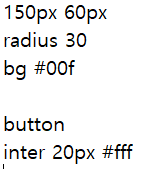 150px 60px
radius 30
bg #00f

button
inter 20px #fff